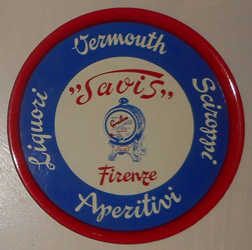 Vermouth
Liquori
"Savis"
Sciroppi
Firenze
Aperitivi